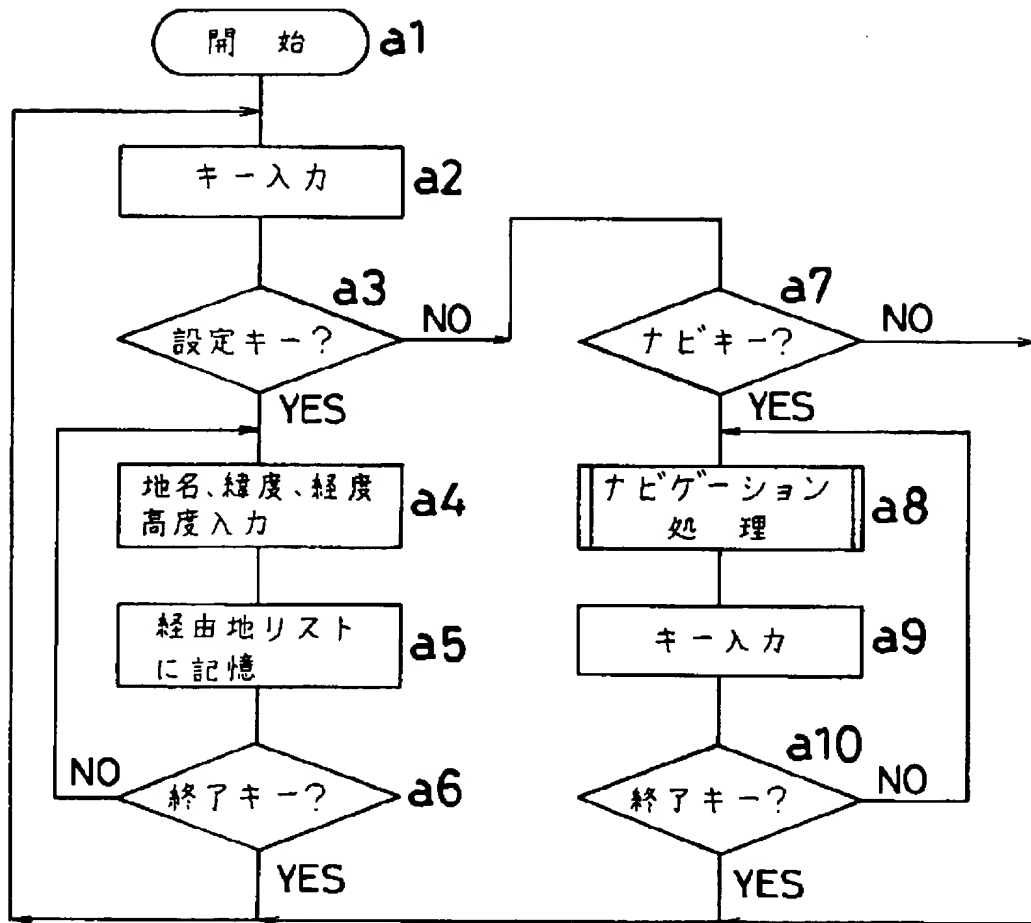 開始 a1
キー入力 a2
a3
設定キー? NO
YES
地名、緯度、経度
高度入力
a4
経由地リスト
に記憶
a5
NO 終了キー? a6
YES
a7
ナビキー? NO
YES
ナビゲーション
処理
a8
キー入力 a9
a10
終了キー? NO
YES